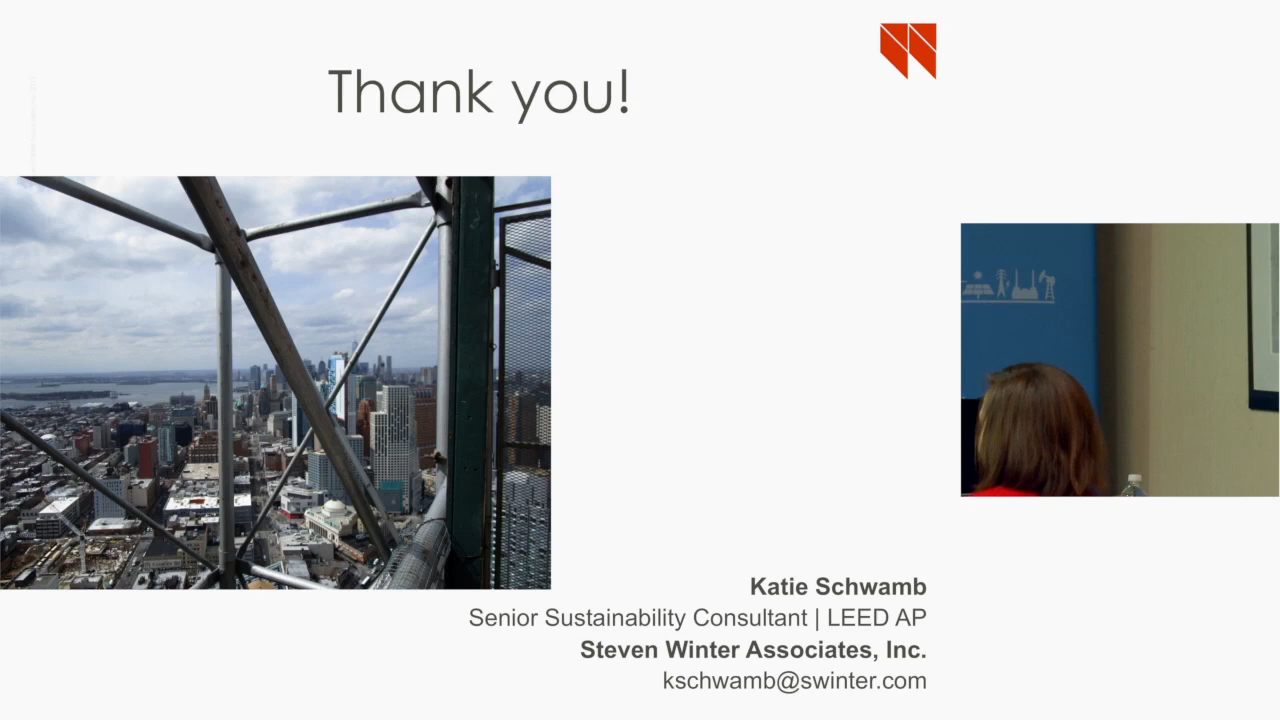 Thank you!
Katie Schwamb
Senior Sustainability Consultant | LEED AP
Steven Winter Associates, Inc.
kschwamb@swinter.com